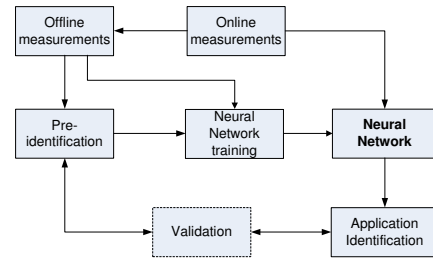 Offline
measurements
Online
measurements
Pre-
identification
Neural
Network
training
Neural
Network
Validation
Application
Identification